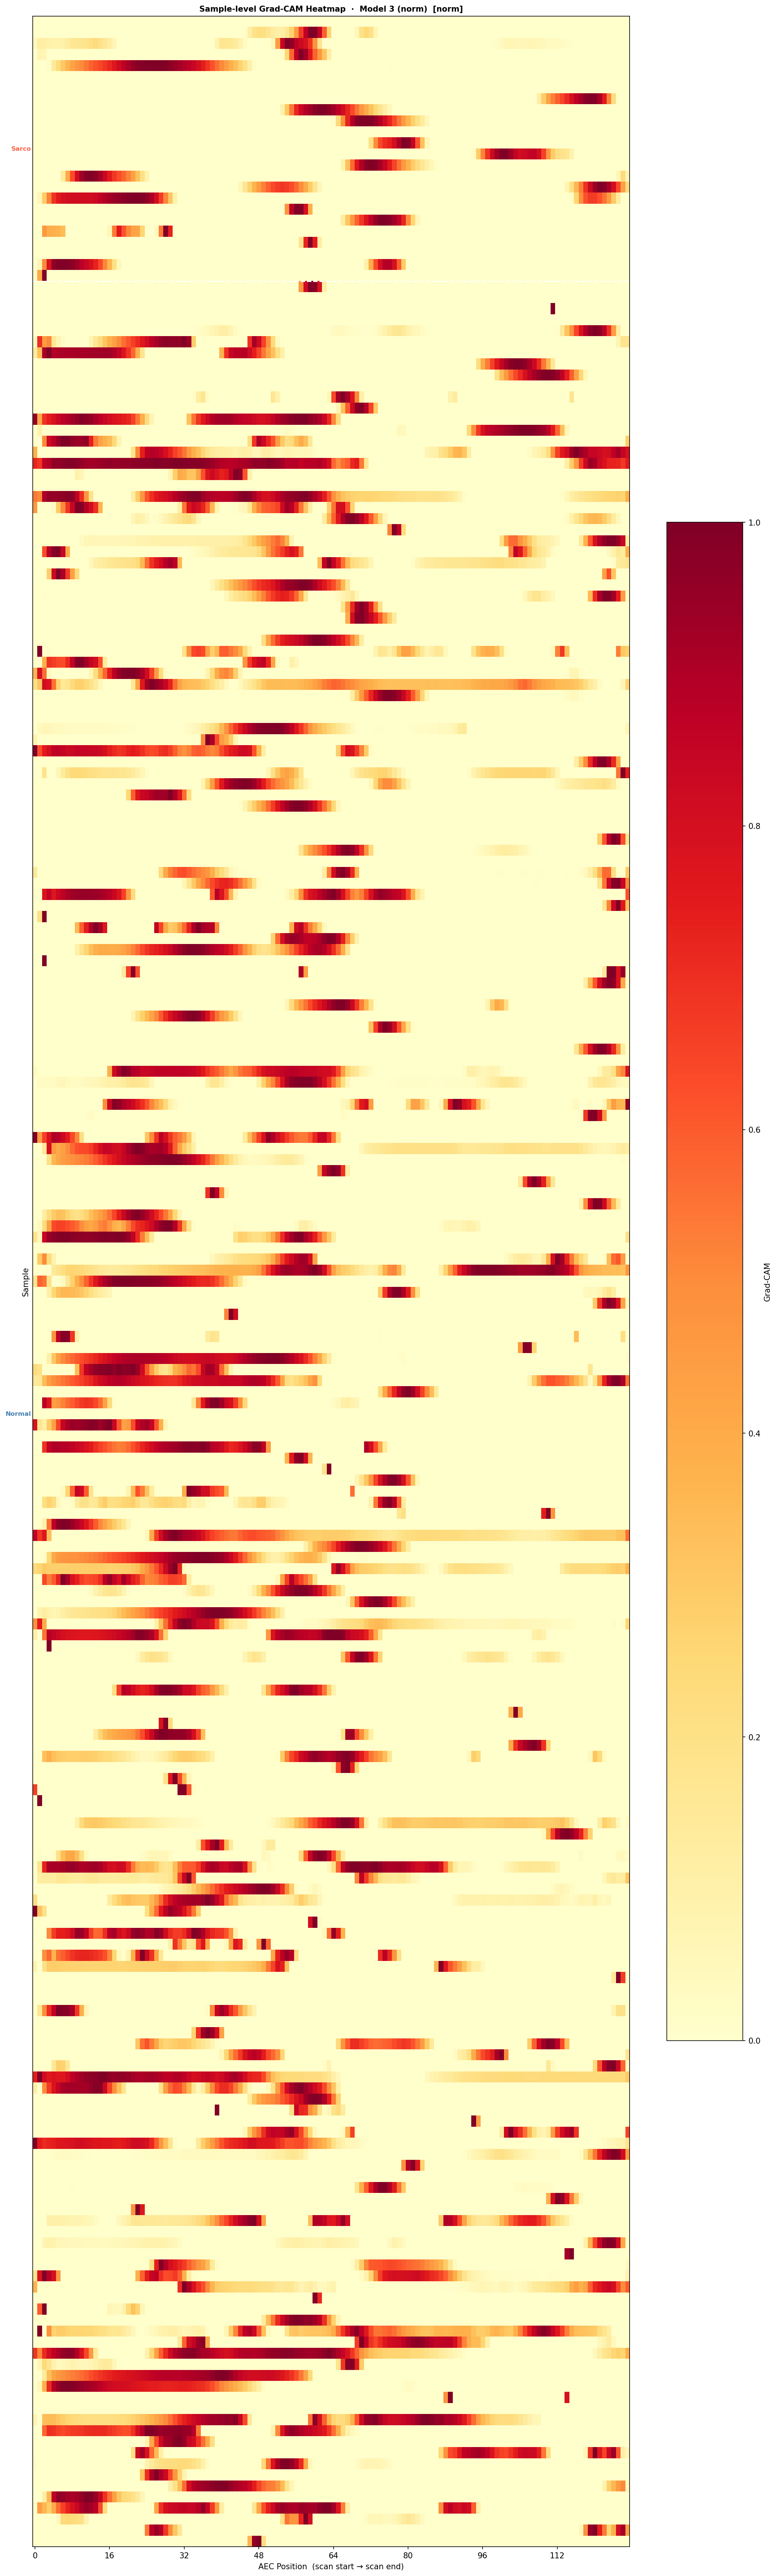 Sample-level Grad-CAM Heatmap · Model 3 (norm) [norm]
Sarco
Normal
Sample
0 16 32 48 64 80 96 112
AEC Position (scan start → scan end)
1.0
0.8
0.6
0.4
0.2
0.0
Grad-CAM